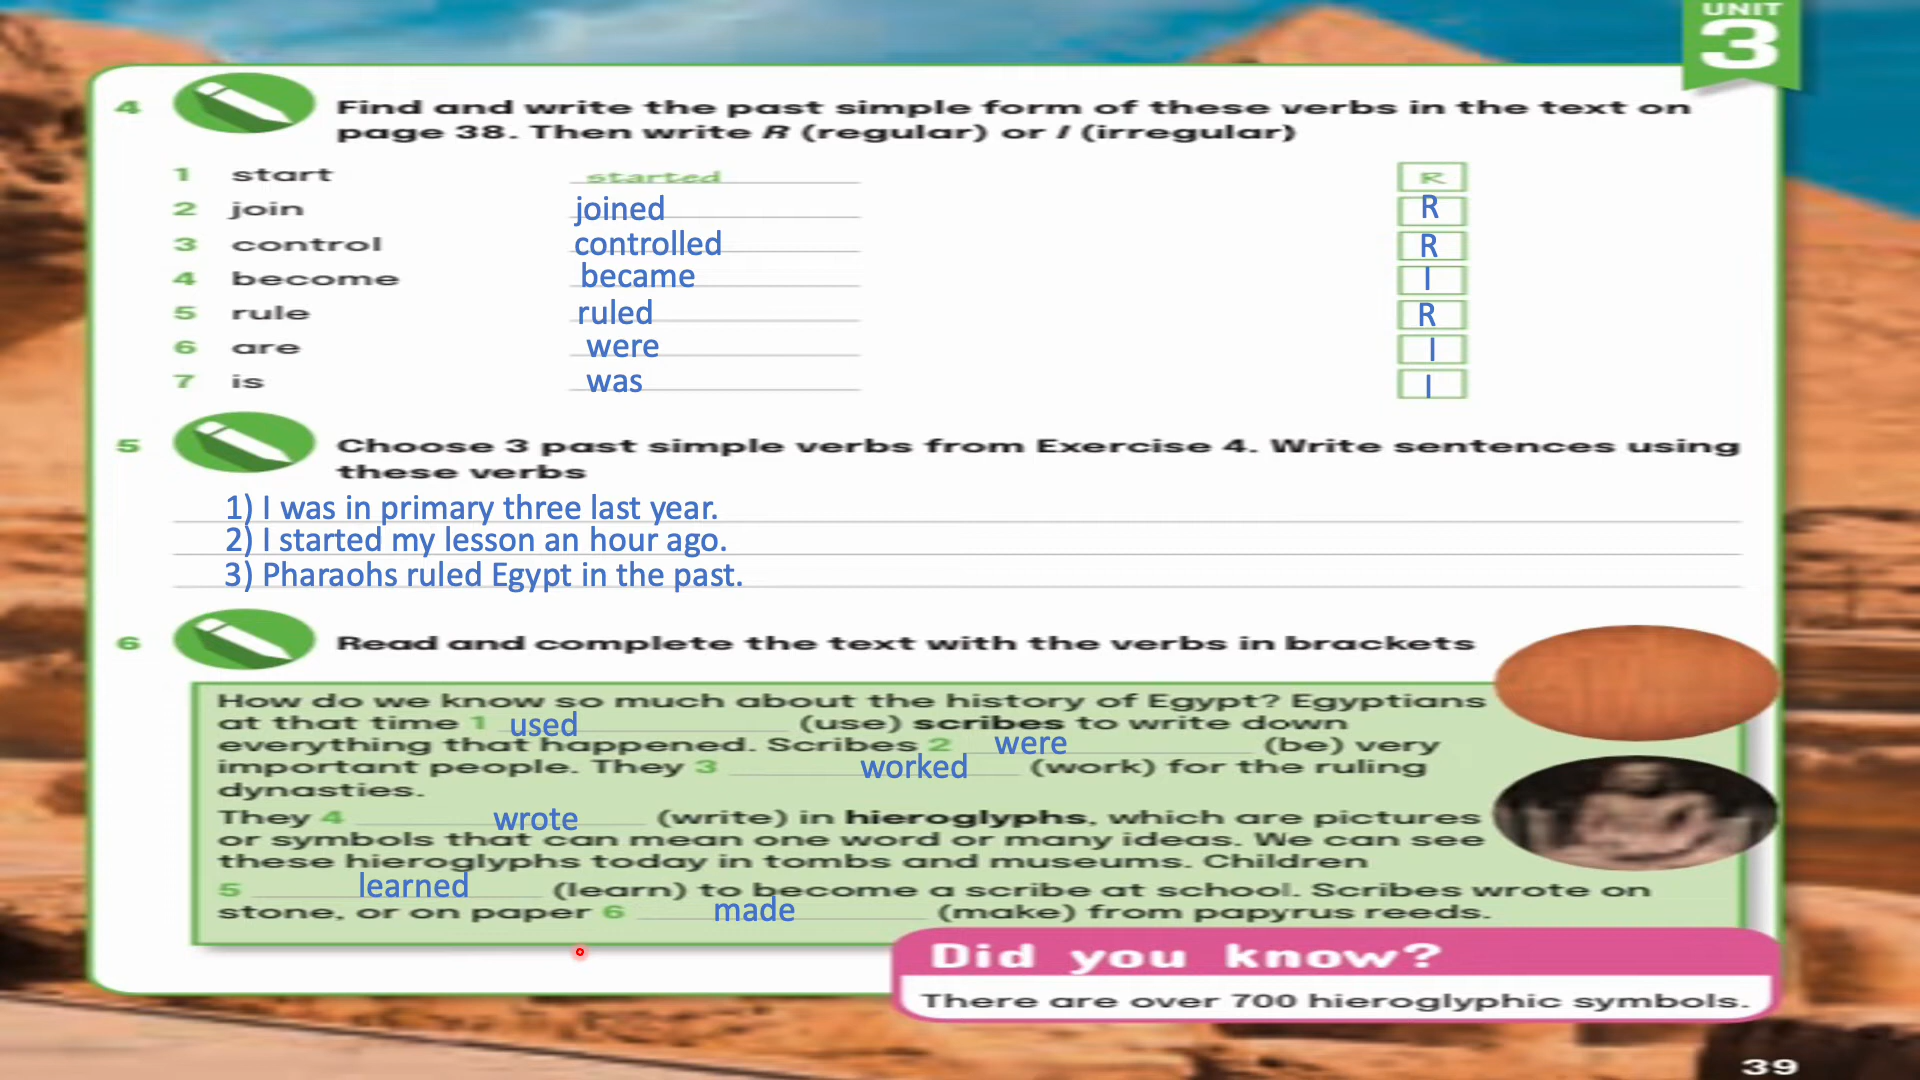 UNIT
3
4 Find and write the past simple form of these verbs in the text on
page 38. Then write R (regular) or I (irregular)
1 start started R
2 join joined R
3 control controlled R
4 become became I
5 rule ruled R
6 are were I
7 is was I
5 Choose 3 past simple verbs from Exercise 4. Write sentences using
these verbs
1) I was in primary three last year.
2) I started my lesson an hour ago.
3) Pharaohs ruled Egypt in the past.
6 Read and complete the text with the verbs in brackets
How do we know so much about the history of Egypt? Egyptians
at that time 1 used (use) scribes to write down
everything that happened. Scribes 2 were (be) very
important people. They 3 worked (work) for the ruling
dynasties.
They 4 wrote (write) in hieroglyphs, which are pictures
or symbols that can mean one word or many ideas. We can see
these hieroglyphs today in tombs and museums. Children
5 learned (learn) to become a scribe at school. Scribes wrote on
stone, or on paper 6 made (make) from papyrus reeds.
Did you know?
There are over 700 hieroglyphic symbols.
39